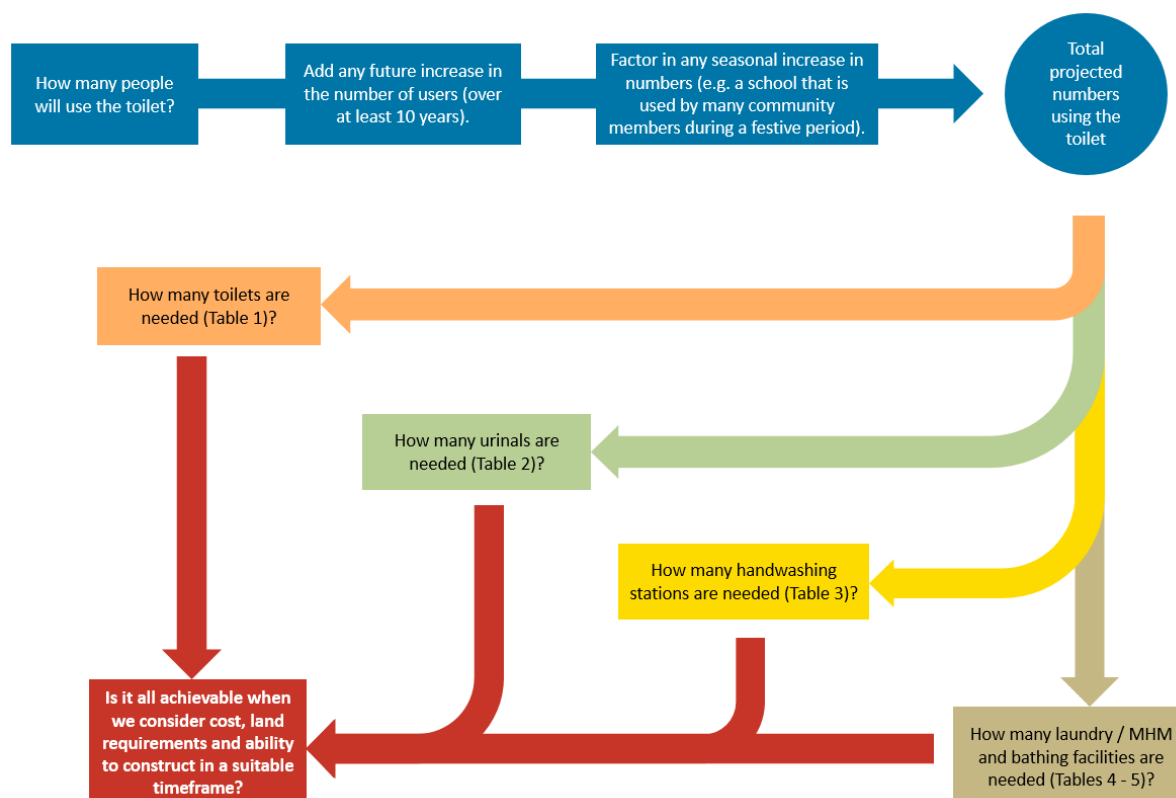 How many people
will use the toilet?
Add any future increase in
the number of users (over
at least 10 years).
Factor in any seasonal increase in
numbers (e.g. a school that is
used by many community
members during a festive period).
Total
projected
numbers
using the
toilet
How many toilets are
needed (Table 1)?
How many urinals are
needed (Table 2)?
How many handwashing
stations are needed (Table 3)?
How many laundry / MHM
and bathing facilities are
needed (Tables 4 - 5)?
Is it all achievable when
we consider cost, land
requirements and ability
to construct in a suitable
timeframe?